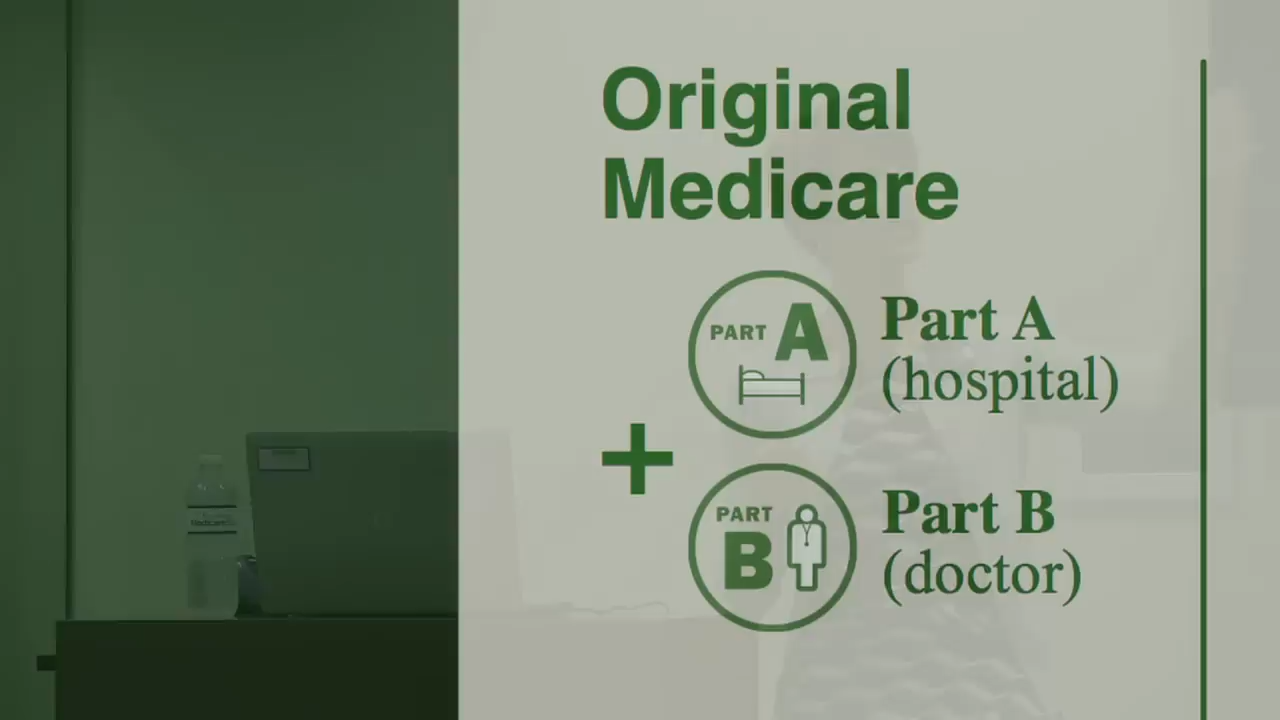 Original
Medicare
PART A
Part A
(hospital)
+
PART
B
Part B
(doctor)